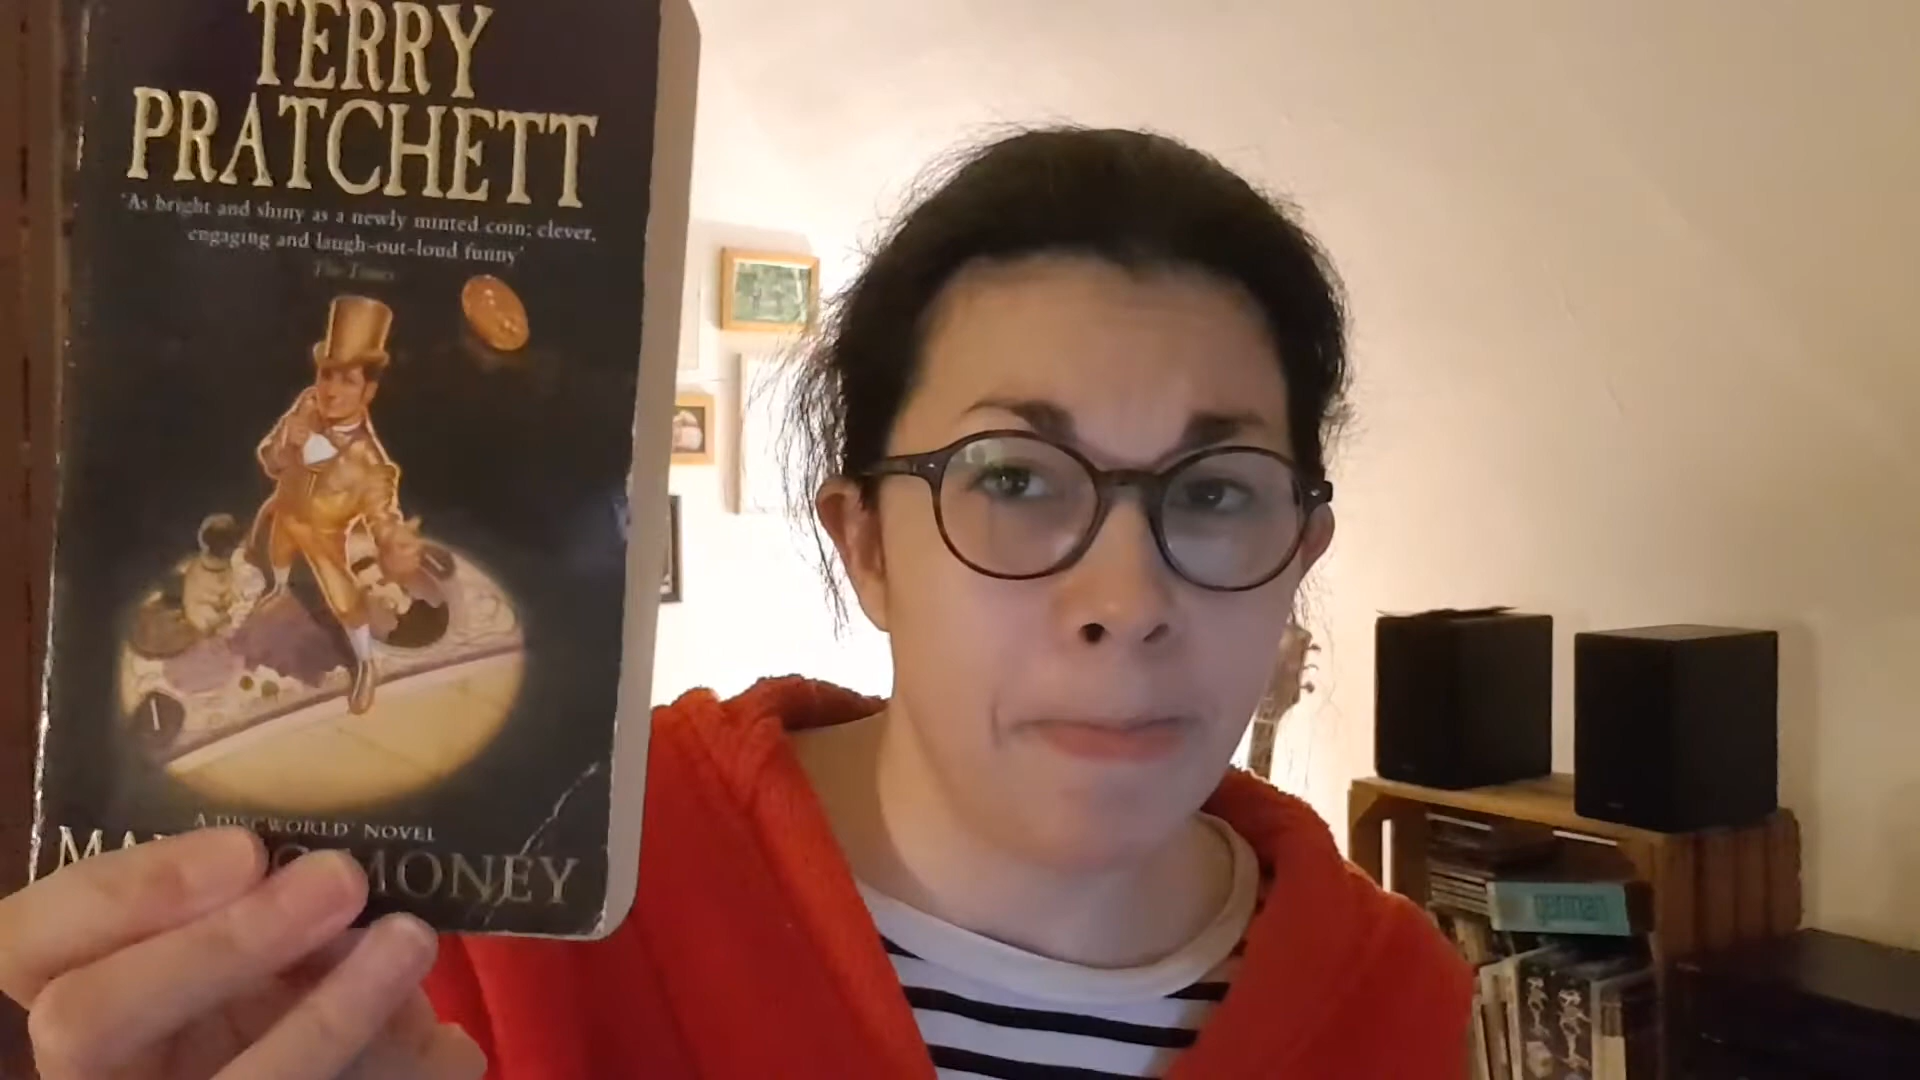 TERRY
PRATCHETT
'As bright and shiny as a newly minted coin; clever,
engaging and laugh-out-loud funny'
The Times
A DISCWORLD® NOVEL
MONEY
german